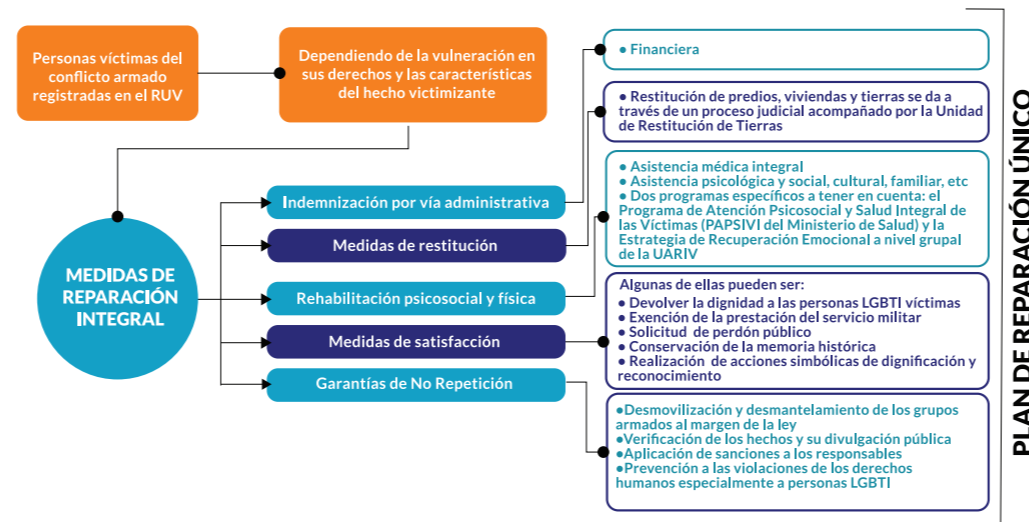 Personas víctimas del
conflicto armado
registradas en el RUV
Dependiendo de la vulneración en
sus derechos y las características
del hecho victimizante
MEDIDAS DE
REPARACIÓN
INTEGRAL
Indemnización por vía administrativa
Medidas de restitución
Rehabilitación psicosocial y física
Medidas de satisfacción
Garantías de No Repetición
● Financiera
● Restitución de predios, viviendas y tierras se da a
través de un proceso judicial acompañado por la Unidad
de Restitución de Tierras
● Asistencia médica integral
● Asistencia psicológica y social, cultural, familiar, etc
● Dos programas específicos a tener en cuenta: el
Programa de Atención Psicosocial y Salud Integral de
las Víctimas (PAPSIVI del Ministerio de Salud) y la
Estrategia de Recuperación Emocional a nivel grupal
de la UARIV
Algunas de ellas pueden ser:
● Devolver la dignidad a las personas LGBTI víctimas
● Exención de la prestación del servicio militar
● Solicitud de perdón público
● Conservación de la memoria histórica
● Realización de acciones simbólicas de dignificación y
reconocimiento
●Desmovilización y desmantelamiento de los grupos
armados al margen de la ley
●Verificación de los hechos y su divulgación pública
●Aplicación de sanciones a los responsables
●Prevención a las violaciones de los derechos
humanos especialmente a personas LGBTI
PLAN DE REPARACIÓN ÚNICO